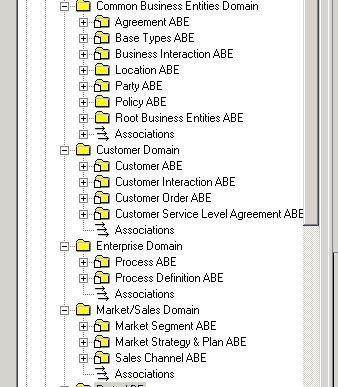 Common Business Entities Domain
Agreement ABE
Base Types ABE
Business Interaction ABE
Location ABE
Party ABE
Policy ABE
Root Business Entities ABE
Associations
Customer Domain
Customer ABE
Customer Interaction ABE
Customer Order ABE
Customer Service Level Agreement ABE
Associations
Enterprise Domain
Process ABE
Process Definition ABE
Associations
Market/Sales Domain
Market Segment ABE
Market Strategy & Plan ABE
Sales Channel ABE
Associations